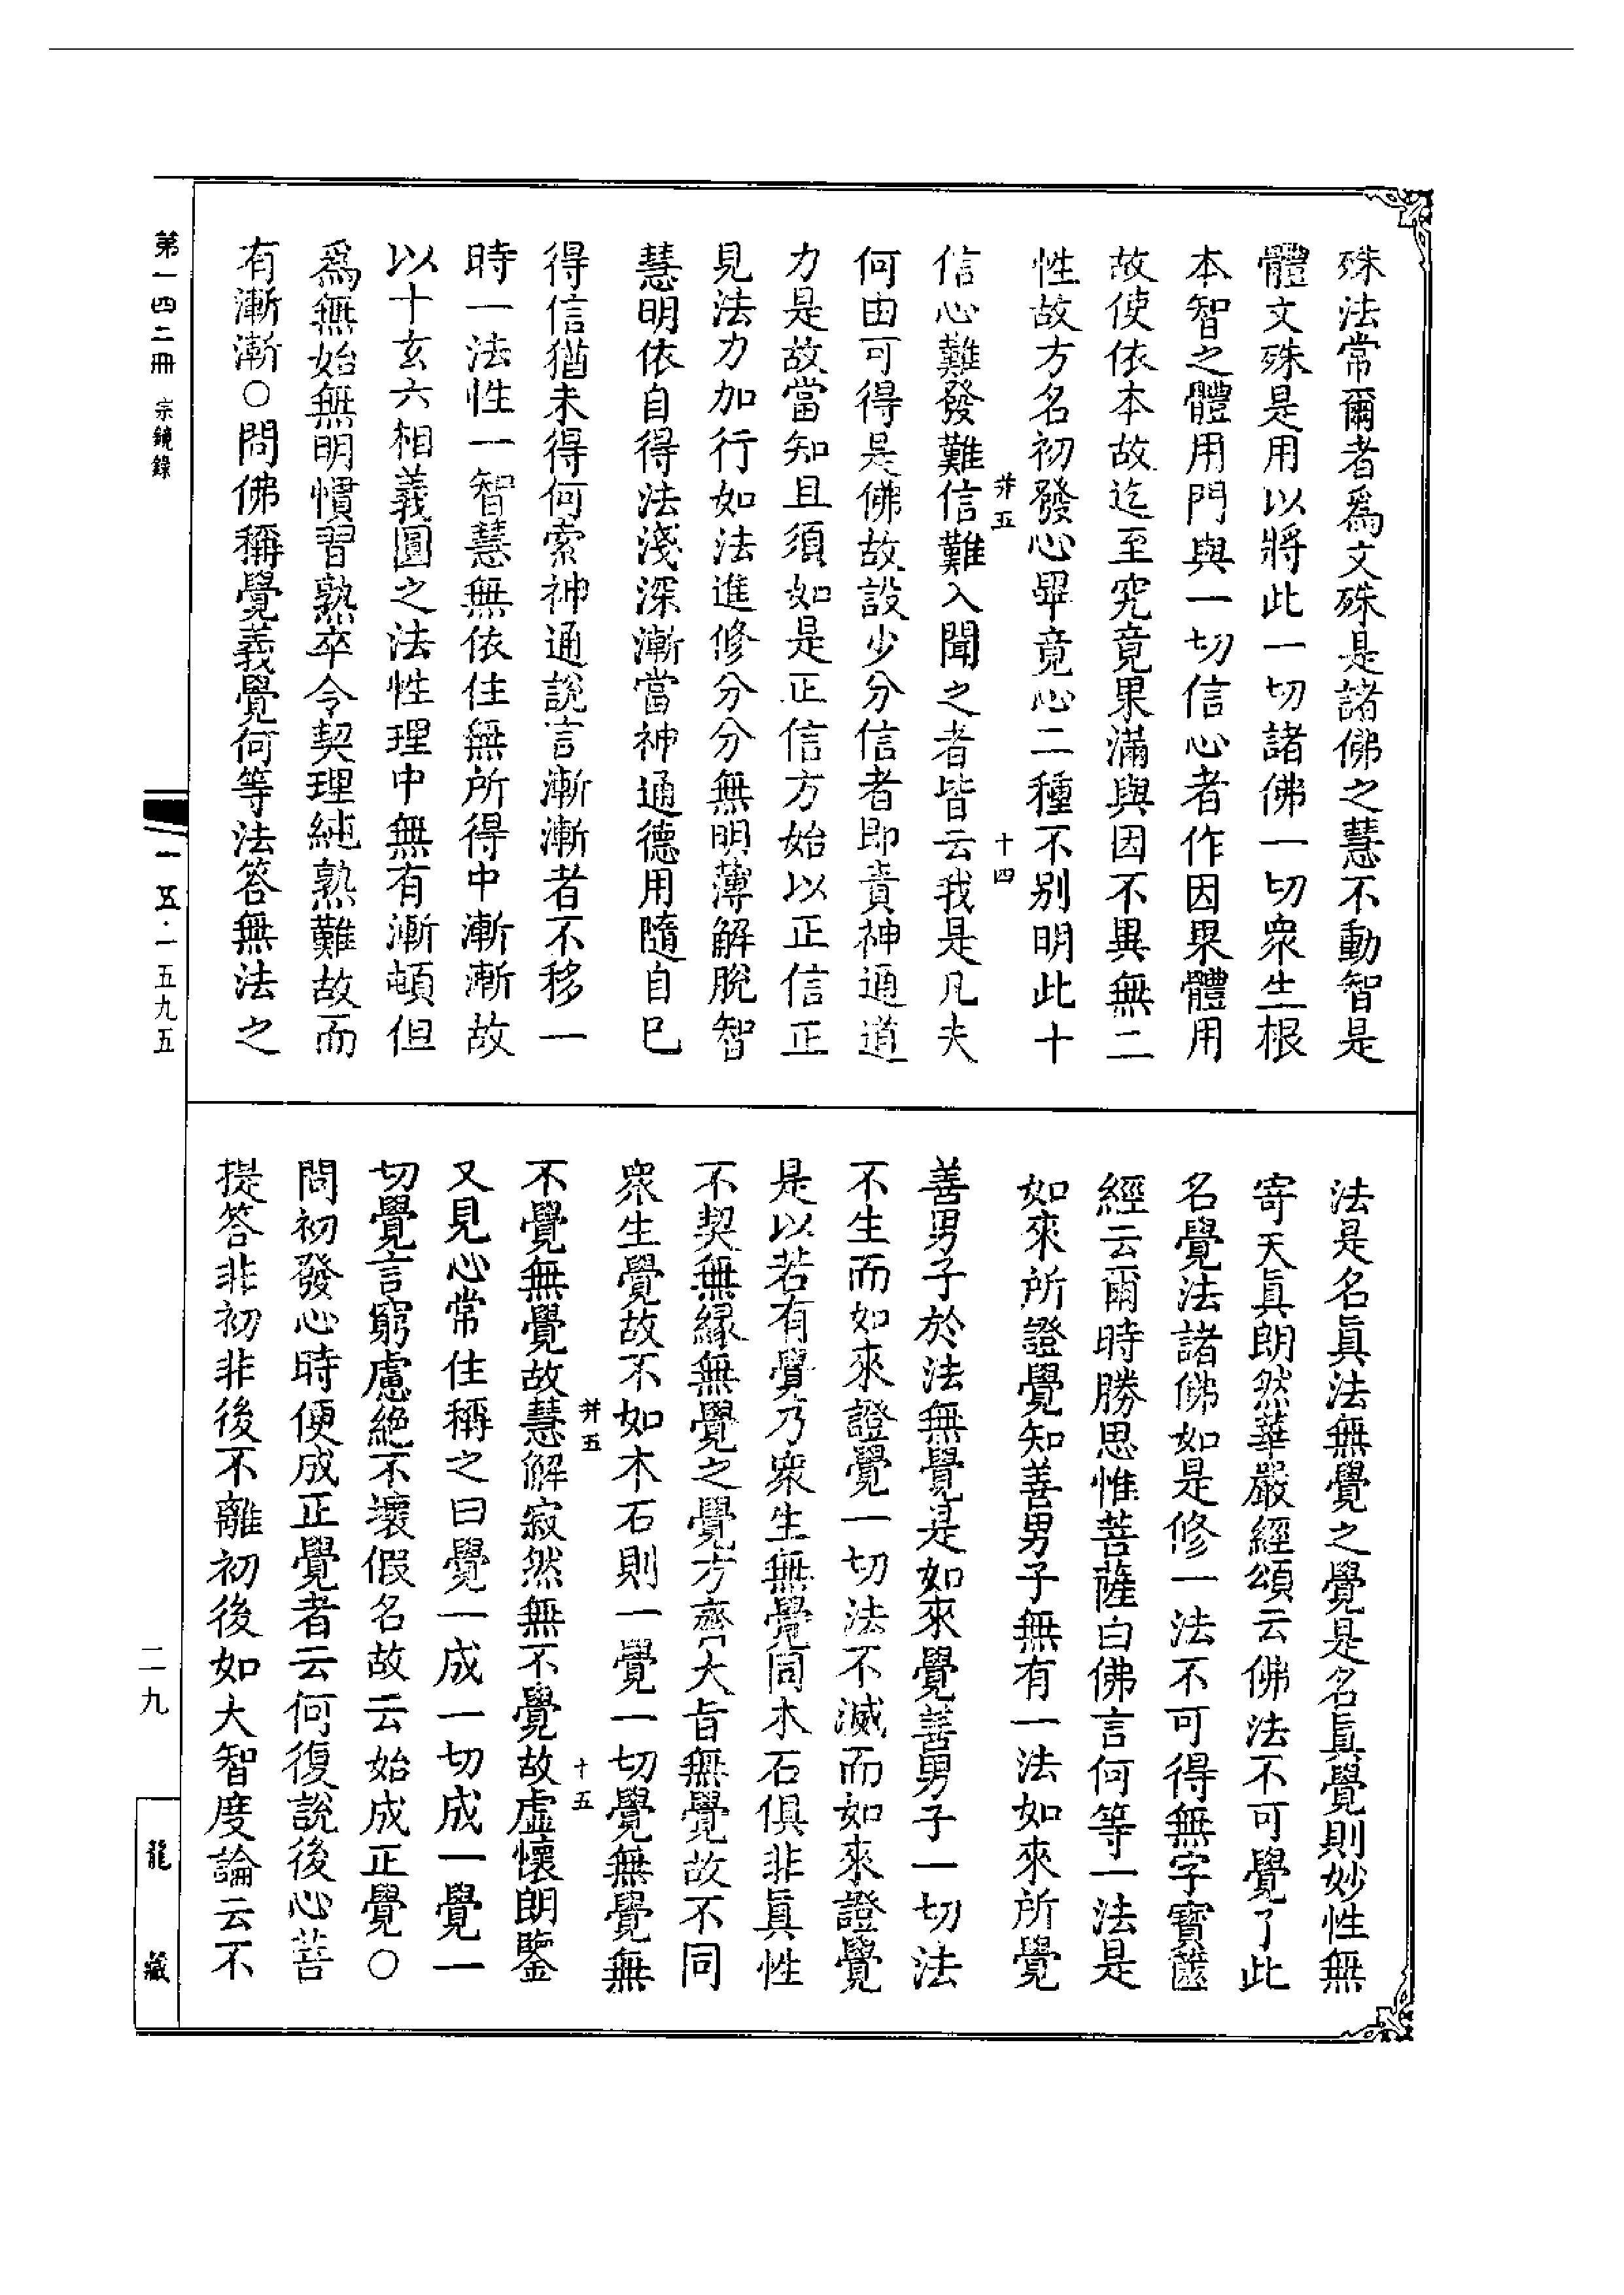 殊法常爾者爲文殊是諸佛之慧不動智是
體文殊是用以將此一切諸佛一切衆生根
本智之體用門與一切信心者作因果體用
故使依本故迄至究竟果滿與因不異無二
性故方名初發心畢竟心二種不別明此十
并五 十四
信心難發難信難入聞之者皆云我是凡夫
何由可得是佛故設少分信者即責神通道
力是故當知且須如是正信方始以正信正
見法力加行如法進修分分無明薄解脫智
慧明依自得法淺深漸當神通德用隨自已
得信猶未得何索神通說言漸漸者不移一
時一法性一智慧無依住無所得中漸漸故
以十玄六相義圓之法性理中無有漸頓但
爲無始無明慣習熟卒令契理純熟難故而
有漸漸○問佛稱覺義覺何等法答無法之
法是名眞法無覺之覺是名眞覺則妙性無
寄天眞朗然華嚴經頌云佛法不可覺了此
名覺法諸佛如是修一法不可得無字寶篋
經云爾時勝思惟菩薩白佛言何等一法是
如來所證覺知善男子無有一法如來所覺
善男子於法無覺是如來覺善男子一切法
不生而如來證覺一切法不滅而如來證覺
是以若有覺乃衆生無覺同木石俱非眞性
不契無緣無覺之覺方齊大旨無覺故不同
衆生覺故不如木石則一覺一切覺無覺無
并五 十五
不覺無覺故慧解寂然無不覺故虛懷朗鑒
又見心常住稱之曰覺一成一切成一覺一
切覺言窮慮絕不壞假名故云始成正覺○
問初發心時便成正覺者云何復說後心菩
提答非初非後不離初後如大智度論云不
第一四二冊 宗鏡錄
一五·一五九五
二九
龍藏